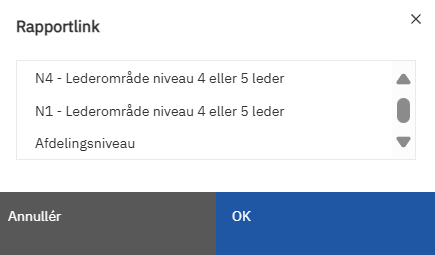 Rapportlink
N4 - Lederområde niveau 4 eller 5 leder
N1 - Lederområde niveau 4 eller 5 leder
Afdelingsniveau
Annullér
OK